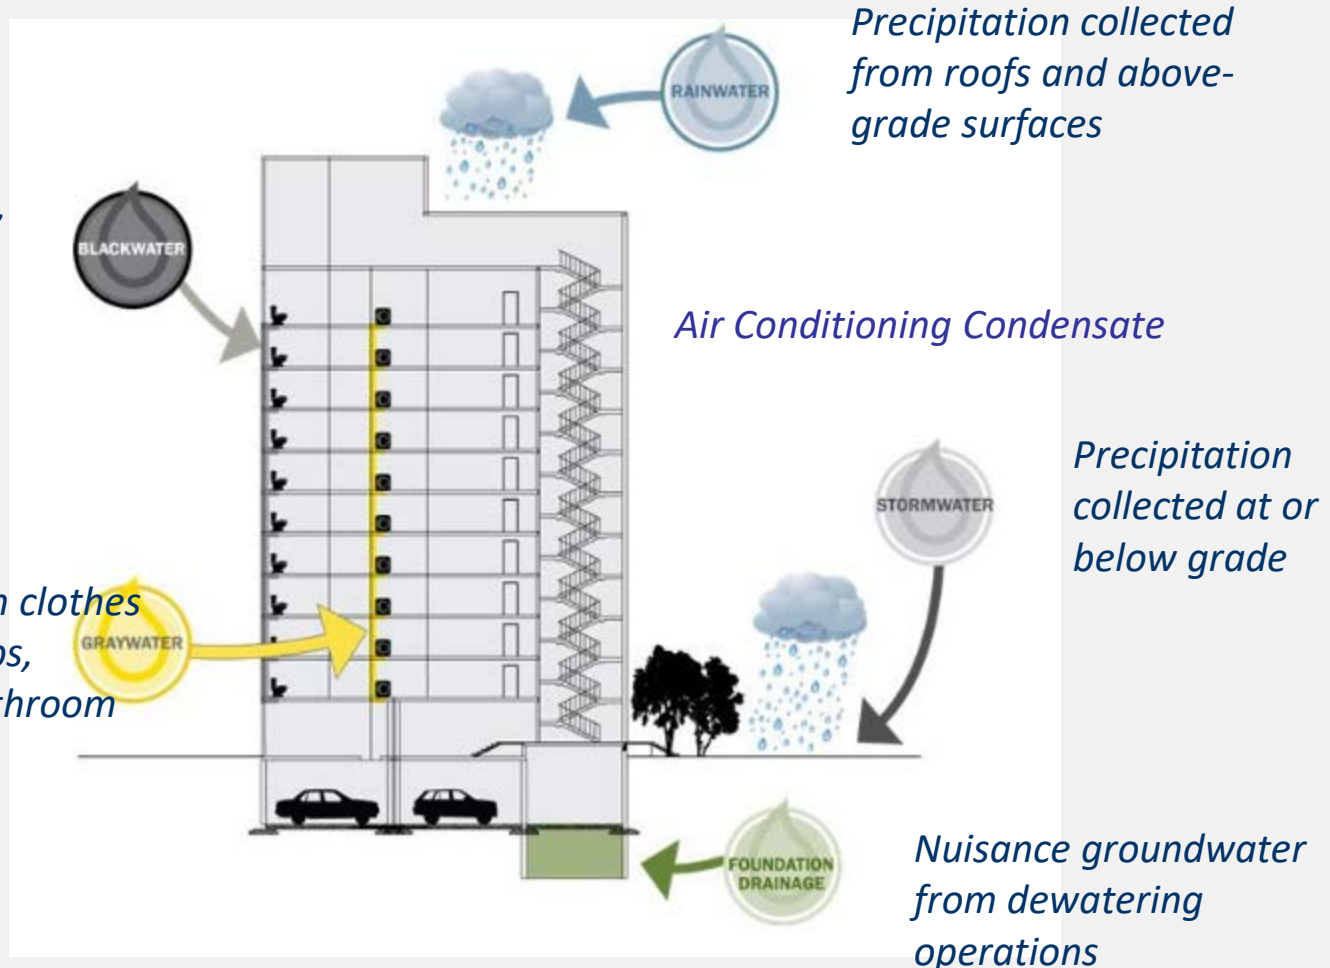 Precipitation collected
from roofs and above-
grade surfaces
RAINWATER
BLACKWATER
Air Conditioning Condensate
Precipitation
collected at or
below grade
STORMWATER
clothes
GRAYWATER
FOUNDATION
DRAINAGE
Nuisance groundwater
from dewatering
operations